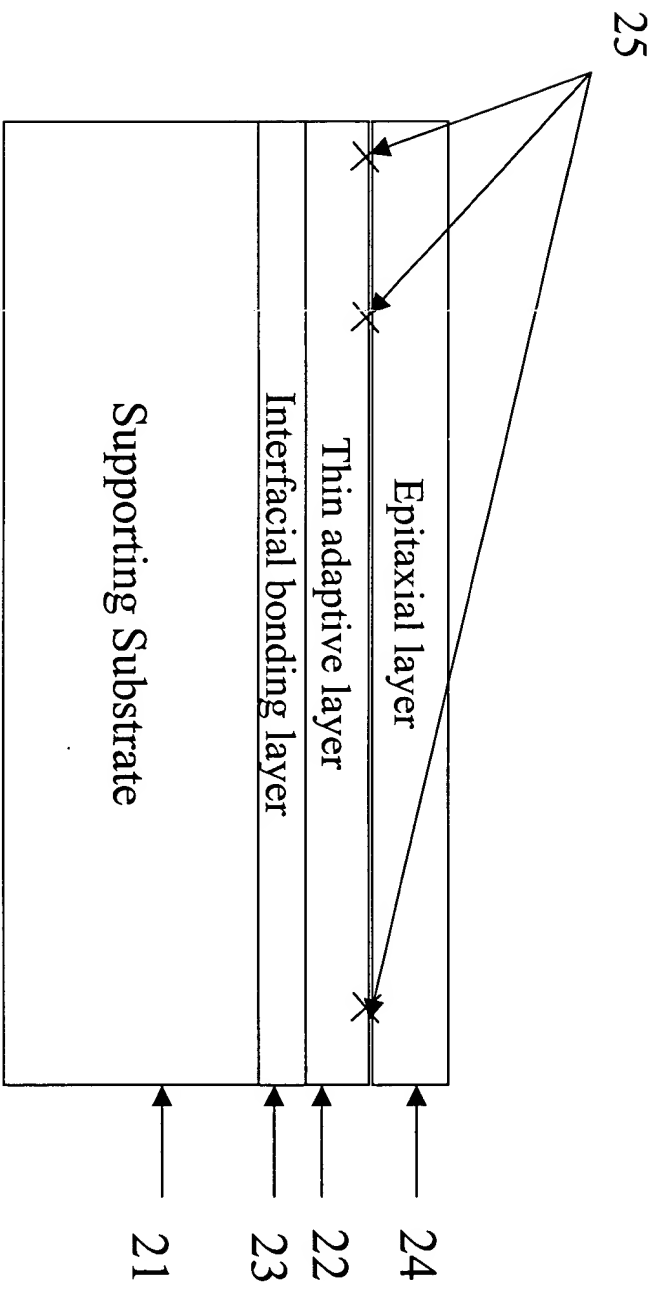 25
Epitaxial layer
24
Thin adaptive layer
22
Interfacial bonding layer
23
Supporting Substrate
21